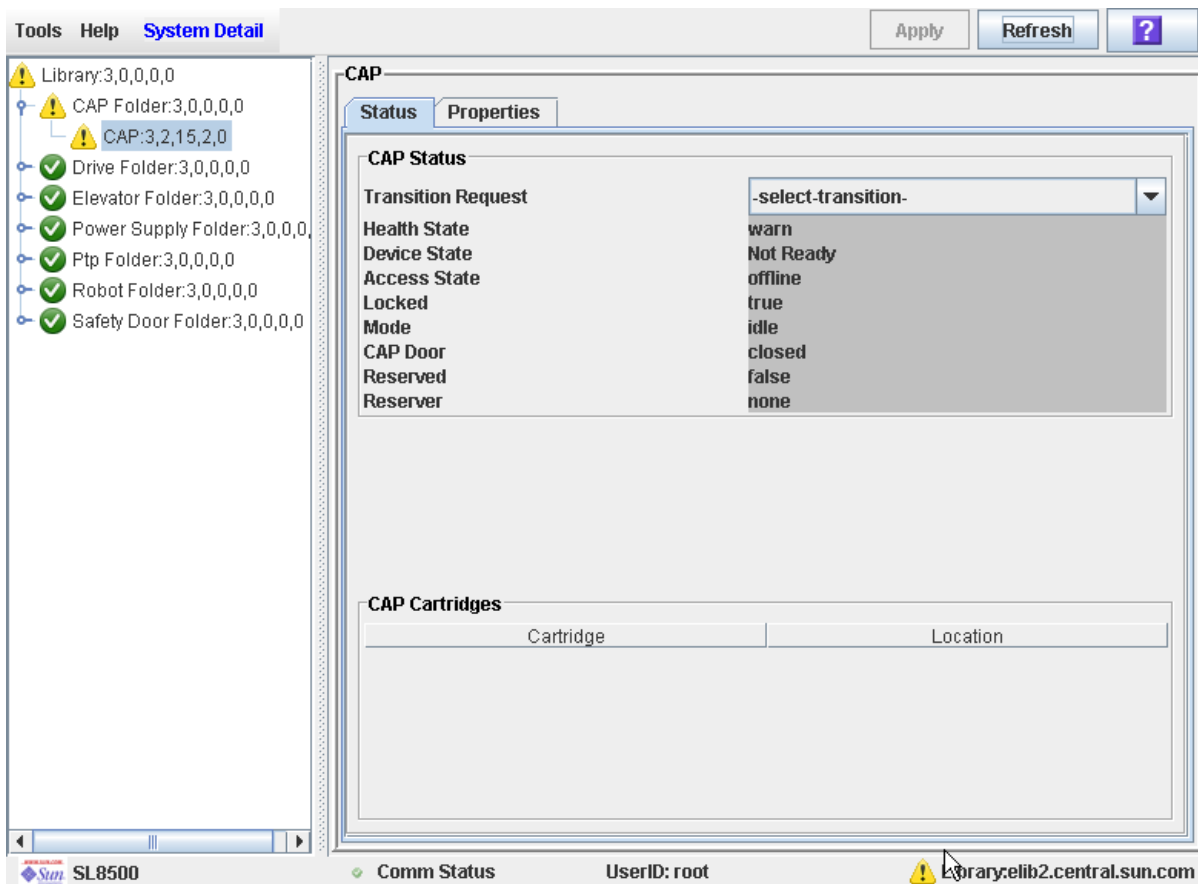 Tools Help System Detail Apply Refresh ?
Library:3,0,0,0,0
CAP Folder:3,0,0,0,0
CAP:3,2,15,2,0
Drive Folder:3,0,0,0,0
Elevator Folder:3,0,0,0,0
Power Supply Folder:3,0,0,0,
Ptp Folder:3,0,0,0,0
Robot Folder:3,0,0,0,0
Safety Door Folder:3,0,0,0,0
CAP
Status Properties
CAP Status
Transition Request -select-transition-
Health State warn
Device State Not Ready
Access State offline
Locked true
Mode idle
CAP Door closed
Reserved false
Reserver none
CAP Cartridges
Cartridge Location
Sun SL8500 Comm Status UserID: root Library:elib2.central.sun.com